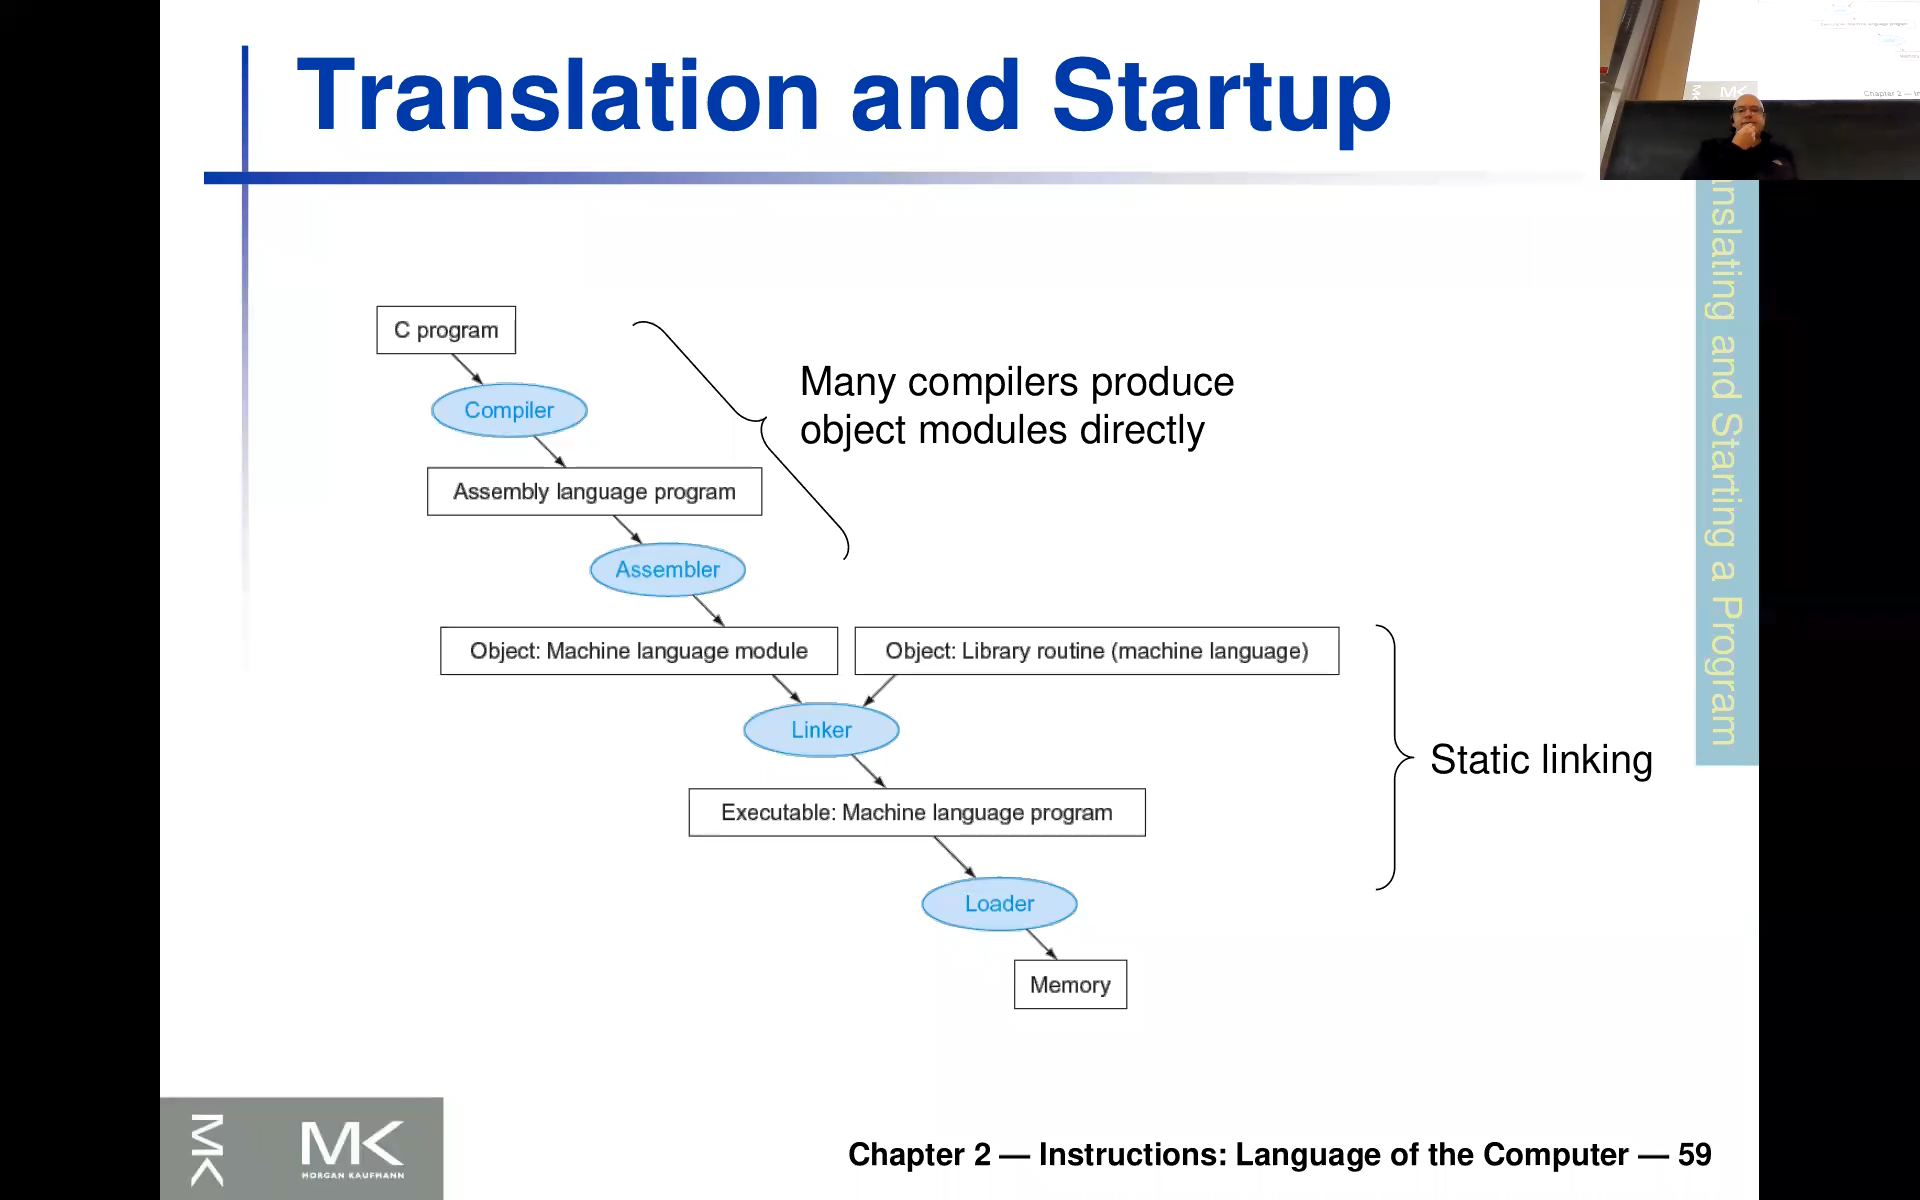 Translation and Startup
C program
Compiler
Many compilers produce
object modules directly
Assembly language program
Assembler
Object: Machine language module
Object: Library routine (machine language)
Linker
Static linking
Executable: Machine language program
Loader
Memory
anslating and Starting a Program
MK
MK
MORGAN KAUFMANN
Chapter 2 — Instructions: Language of the Computer — 59